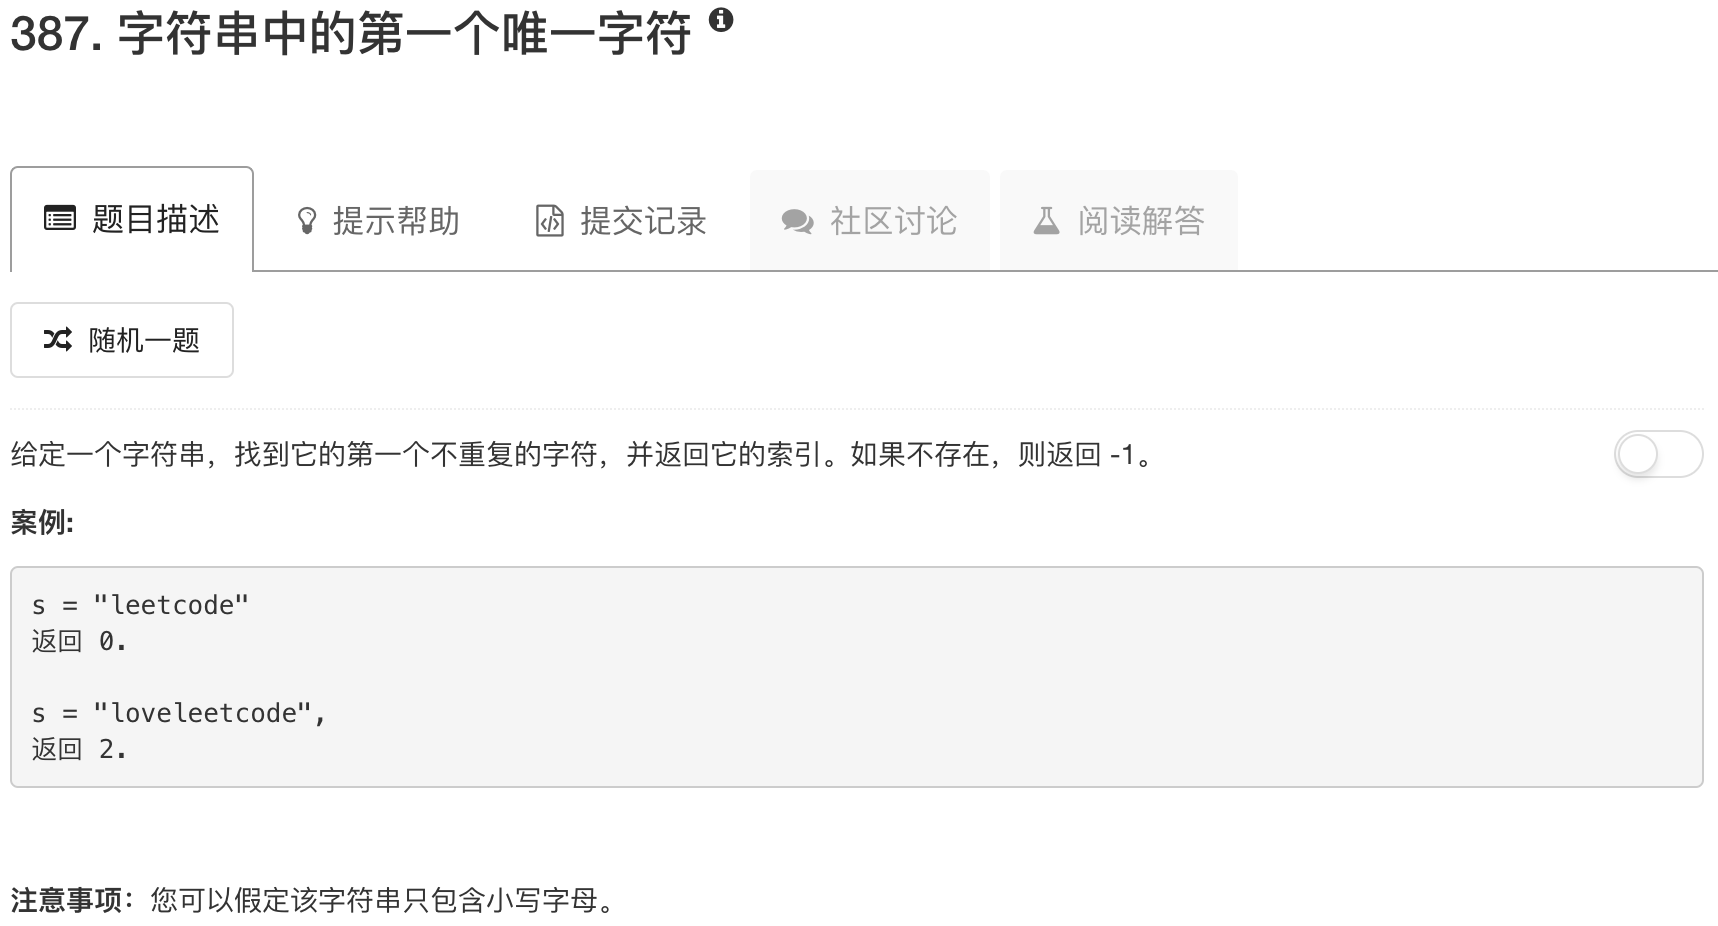 387. 字符串中的第一个唯一字符
题目描述 提示帮助 提交记录 社区讨论 阅读解答
随机一题
给定一个字符串，找到它的第一个不重复的字符，并返回它的索引。如果不存在，则返回 -1。
案例:
s = "leetcode"
返回 0.
s = "loveleetcode",
返回 2.
注意事项：您可以假定该字符串只包含小写字母。